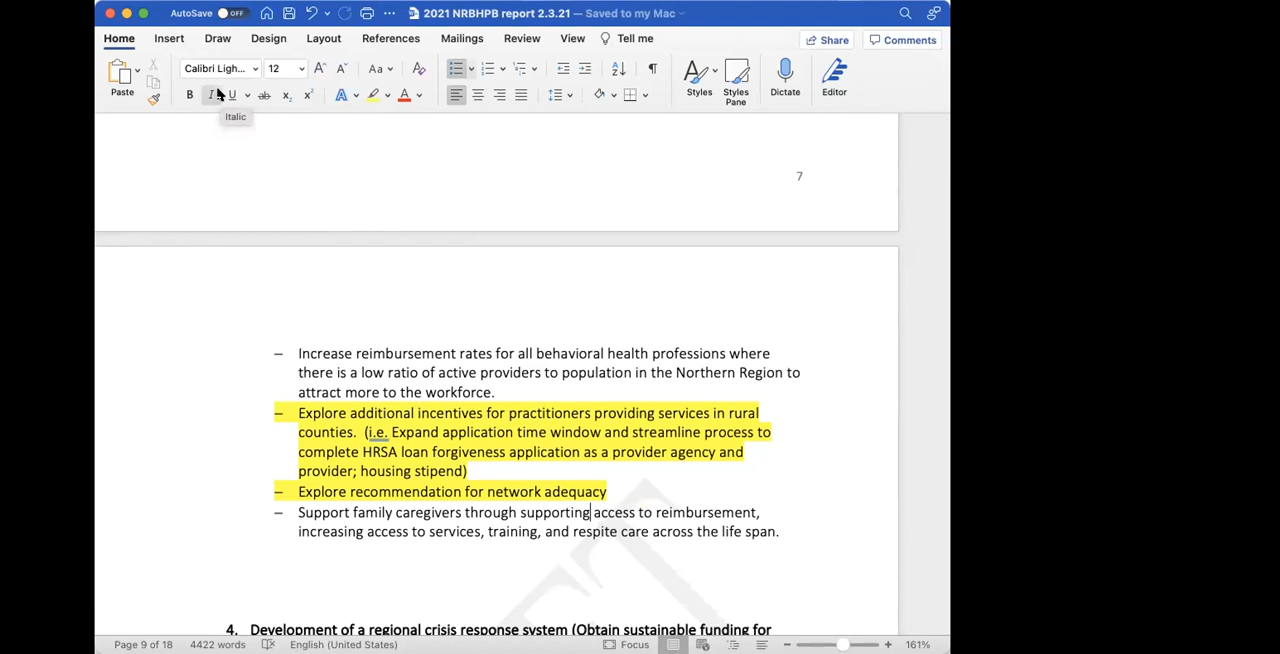 AutoSave OFF 2021 NRBHPB report 2.3.21 — Saved to my Mac
Home Insert Draw Design Layout References Mailings Review View Tell me Share Comments
Paste Calibri Ligh... 12 Aa Styles Styles Pane Dictate Editor
Italic
7
– Increase reimbursement rates for all behavioral health professions where
there is a low ratio of active providers to population in the Northern Region to
attract more to the workforce.
– Explore additional incentives for practitioners providing services in rural
counties. (i.e. Expand application time window and streamline process to
complete HRSA loan forgiveness application as a provider agency and
provider; housing stipend)
– Explore recommendation for network adequacy
– Support family caregivers through supporting access to reimbursement,
increasing access to services, training, and respite care across the life span.
4. Development of a regional crisis response system (Obtain sustainable funding for
Page 9 of 18 4422 words English (United States) Focus 161%